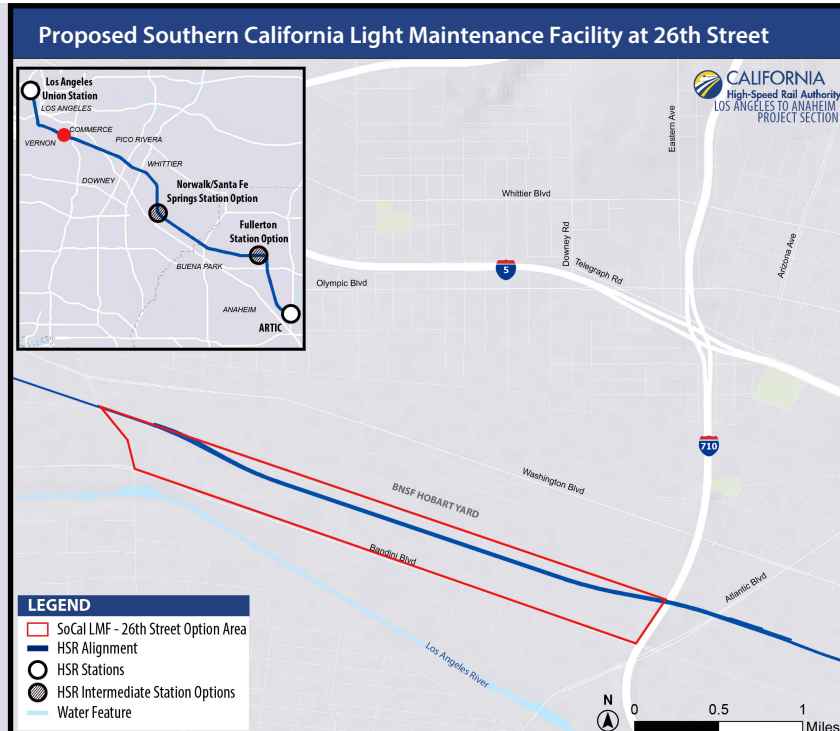 Proposed Southern California Light Maintenance Facility at 26th Street
CALIFORNIA
High-Speed Rail Authority
LOS ANGELES TO ANAHEIM
PROJECT SECTION
Los Angeles
Union Station
LOS ANGELES
COMMERCE
VERNON
PICO RIVERA
WHITTIER
DOWNEY
Norwalk/Santa Fe
Springs Station Option
Fullerton
Station Option
BUENA PARK
ANAHEIM
ARTIC
Eastern Ave
Whittier Blvd
Downey Rd
Arizona Ave
Telegraph Rd
5
Olympic Blvd
710
Washington Blvd
BNSF HOBART YARD
Bandini Blvd
Atlantic Blvd
Los Angeles River
LEGEND
SoCal LMF - 26th Street Option Area
HSR Alignment
HSR Stations
HSR Intermediate Station Options
Water Feature
N
0 0.5 1
Miles